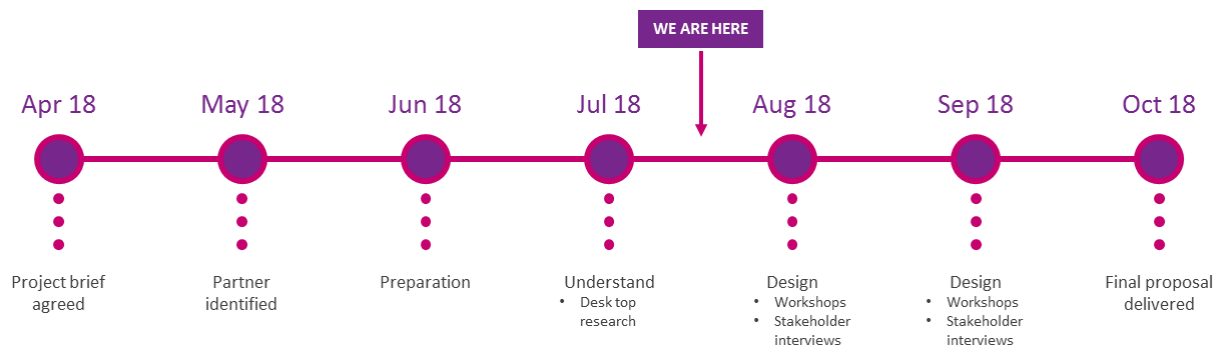 WE ARE HERE
Apr 18
May 18
Jun 18
Jul 18
Aug 18
Sep 18
Oct 18
Project brief
agreed
Partner
identified
Preparation
Understand
• Desk top
research
Design
• Workshops
• Stakeholder
interviews
Design
• Workshops
• Stakeholder
interviews
Final proposal
delivered